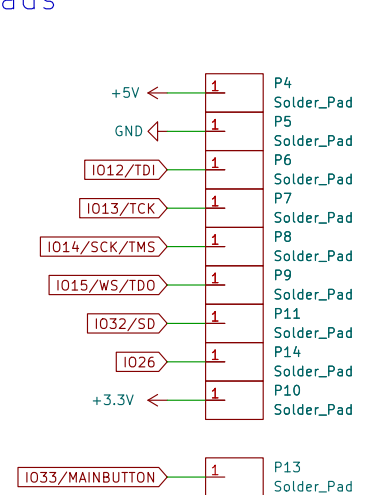 +5V 1 P4
Solder_Pad
GND 1 P5
Solder_Pad
IO12/TDI 1 P6
Solder_Pad
IO13/TCK 1 P7
Solder_Pad
IO14/SCK/TMS 1 P8
Solder_Pad
IO15/WS/TDO 1 P9
Solder_Pad
IO32/SD 1 P11
Solder_Pad
IO26 1 P14
Solder_Pad
+3.3V 1 P10
Solder_Pad
IO33/MAINBUTTON 1 P13
Solder_Pad